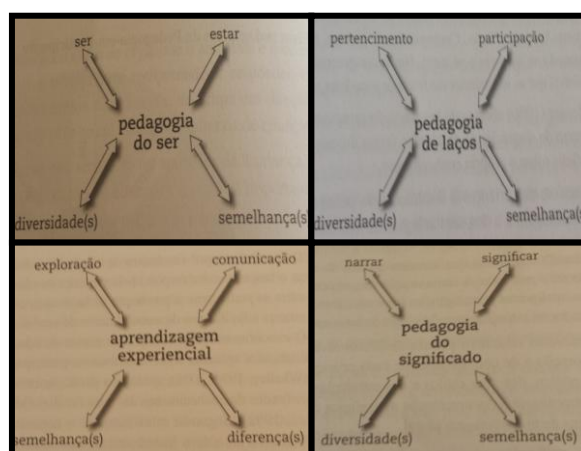 ser
estar
pedagogia
do ser
diversidade(s)
semelhança(s)
pertencimento
participação
pedagogia
de laços
diversidade(s)
semelhança(s)
exploração
comunicação
aprendizagem
experiencial
semelhança(s)
diferença(s)
narrar
significar
pedagogia
do
significado
diversidade(s)
semelhança(s)